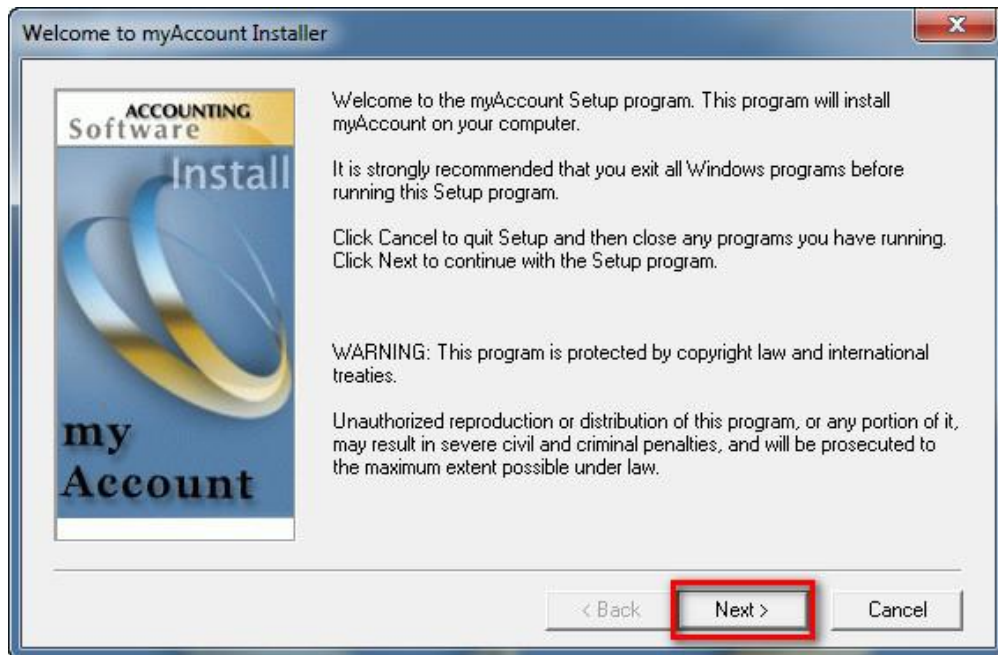 Welcome to myAccount Installer
ACCOUNTING
Software
Install
my
Account
Welcome to the myAccount Setup program. This program will install
myAccount on your computer.
It is strongly recommended that you exit all Windows programs before
running this Setup program.
Click Cancel to quit Setup and then close any programs you have running.
Click Next to continue with the Setup program.
WARNING: This program is protected by copyright law and international
treaties.
Unauthorized reproduction or distribution of this program, or any portion of it,
may result in severe civil and criminal penalties, and will be prosecuted to
the maximum extent possible under law.
< Back
Next >
Cancel